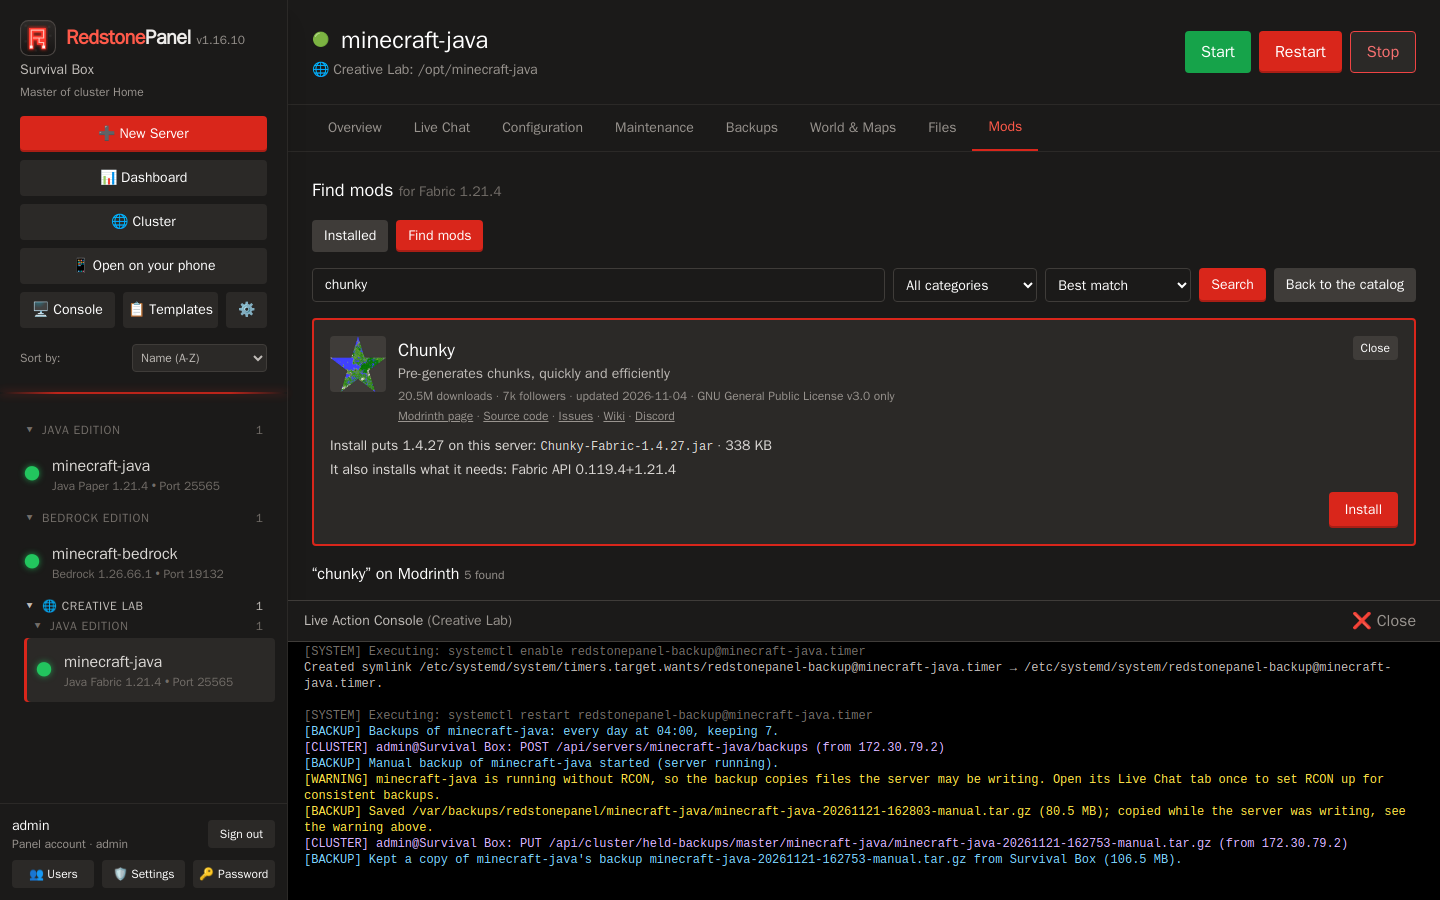 RedstonePanel v1.16.10
Survival Box
Master of cluster Home
➕ New Server
📊 Dashboard
🌐 Cluster
📱 Open on your phone
🖥️ Console
📋 Templates
⚙️
Sort by:
Name (A-Z)
▼ JAVA EDITION 1
minecraft-java
Java Paper 1.21.4 • Port 25565
▼ BEDROCK EDITION 1
minecraft-bedrock
Bedrock 1.26.66.1 • Port 19132
▼ 🌐 CREATIVE LAB 1
▼ JAVA EDITION 1
minecraft-java
Java Fabric 1.21.4 • Port 25565
admin
Panel account · admin
Sign out
👥 Users
🛡️ Settings
🔑 Password
minecraft-java
🌐 Creative Lab: /opt/minecraft-java
Start
Restart
Stop
Overview
Live Chat
Configuration
Maintenance
Backups
World & Maps
Files
Mods
Find mods for Fabric 1.21.4
Installed
Find mods
chunky
All categories
Best match
Search
Back to the catalog
Chunky
Close
Pre-generates chunks, quickly and efficiently
20.5M downloads · 7k followers · updated 2026-11-04 · GNU General Public License v3.0 only
Modrinth page · Source code · Issues · Wiki · Discord
Install puts 1.4.27 on this server: Chunky-Fabric-1.4.27.jar · 338 KB
It also installs what it needs: Fabric API 0.119.4+1.21.4
Install
“chunky” on Modrinth 5 found
Live Action Console (Creative Lab)
❌ Close
[SYSTEM] Executing: systemctl enable redstonepanel-backup@minecraft-java.timer
Created symlink /etc/systemd/system/timers.target.wants/redstonepanel-backup@minecraft-java.timer → /etc/systemd/system/redstonepanel-backup@minecraft-
java.timer.
[SYSTEM] Executing: systemctl restart redstonepanel-backup@minecraft-java.timer
[BACKUP] Backups of minecraft-java: every day at 04:00, keeping 7.
[CLUSTER] admin@Survival Box: POST /api/servers/minecraft-java/backups (from 172.30.79.2)
[BACKUP] Manual backup of minecraft-java started (server running).
[WARNING] minecraft-java is running without RCON, so the backup copies files the server may be writing. Open its Live Chat tab once to set RCON up for
consistent backups.
[BACKUP] Saved /var/backups/redstonepanel/minecraft-java/minecraft-java-20261121-162803-manual.tar.gz (80.5 MB); copied while the server was writing, see
the warning above.
[CLUSTER] admin@Survival Box: PUT /api/cluster/held-backups/master/minecraft-java/minecraft-java-20261121-162753-manual.tar.gz (from 172.30.79.2)
[BACKUP] Kept a copy of minecraft-java's backup minecraft-java-20261121-162753-manual.tar.gz from Survival Box (106.5 MB).